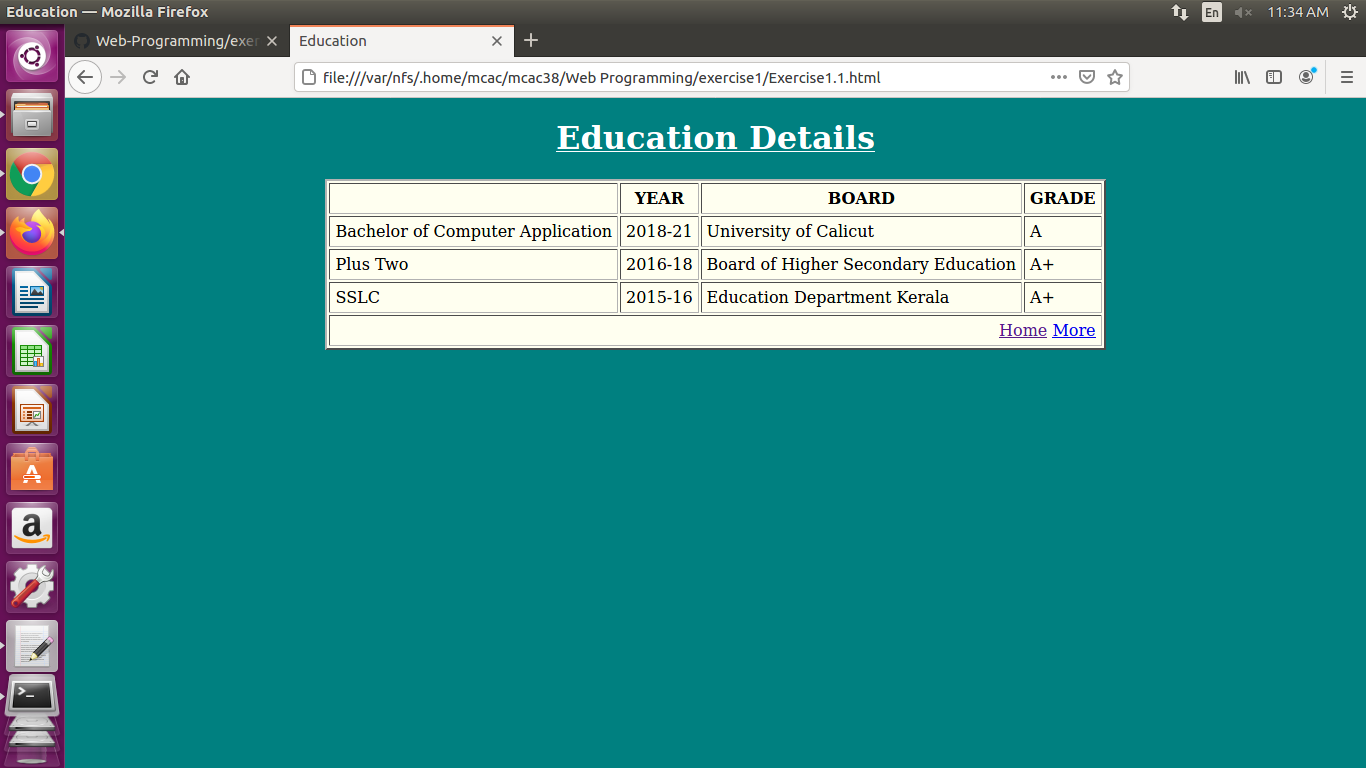 Education — Mozilla Firefox
En
11:34 AM
Web-Programming/exer
Education
file:///var/nfs/.home/mcac/mcac38/Web Programming/exercise1/Exercise1.1.html
Education Details
YEAR BOARD GRADE
Bachelor of Computer Application 2018-21 University of Calicut A
Plus Two 2016-18 Board of Higher Secondary Education A+
SSLC 2015-16 Education Department Kerala A+
Home More